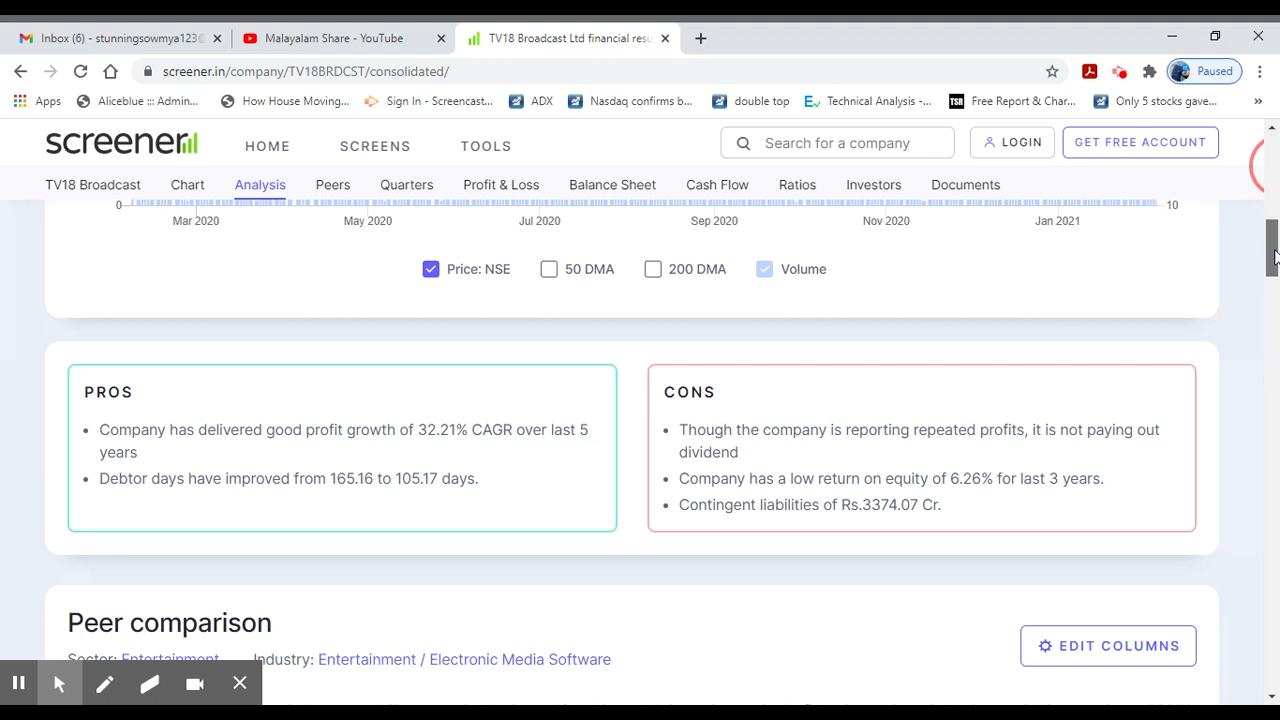 Inbox (6) - stunningsowmya123@
Malayalam Share - YouTube
TV18 Broadcast Ltd financial resu
screener.in/company/TV18BRDCST/consolidated/
Paused
Apps
Aliceblue ::: Admin...
How House Moving...
Sign In - Screencast...
ADX
Nasdaq confirms b...
double top
Technical Analysis -...
TSR
Free Report & Char...
Only 5 stocks gave...
»
screener
HOME
SCREENS
TOOLS
Search for a company
LOGIN
GET FREE ACCOUNT
TV18 Broadcast
Chart
Analysis
Peers
Quarters
Profit & Loss
Balance Sheet
Cash Flow
Ratios
Investors
Documents
0
10
Mar 2020
May 2020
Jul 2020
Sep 2020
Nov 2020
Jan 2021
Price: NSE
50 DMA
200 DMA
Volume
PROS
• Company has delivered good profit growth of 32.21% CAGR over last 5
years
• Debtor days have improved from 165.16 to 105.17 days.
CONS
• Though the company is reporting repeated profits, it is not paying out
dividend
• Company has a low return on equity of 6.26% for last 3 years.
• Contingent liabilities of Rs.3374.07 Cr.
Peer comparison
EDIT COLUMNS
Sector: Entertainment
Industry: Entertainment / Electronic Media Software